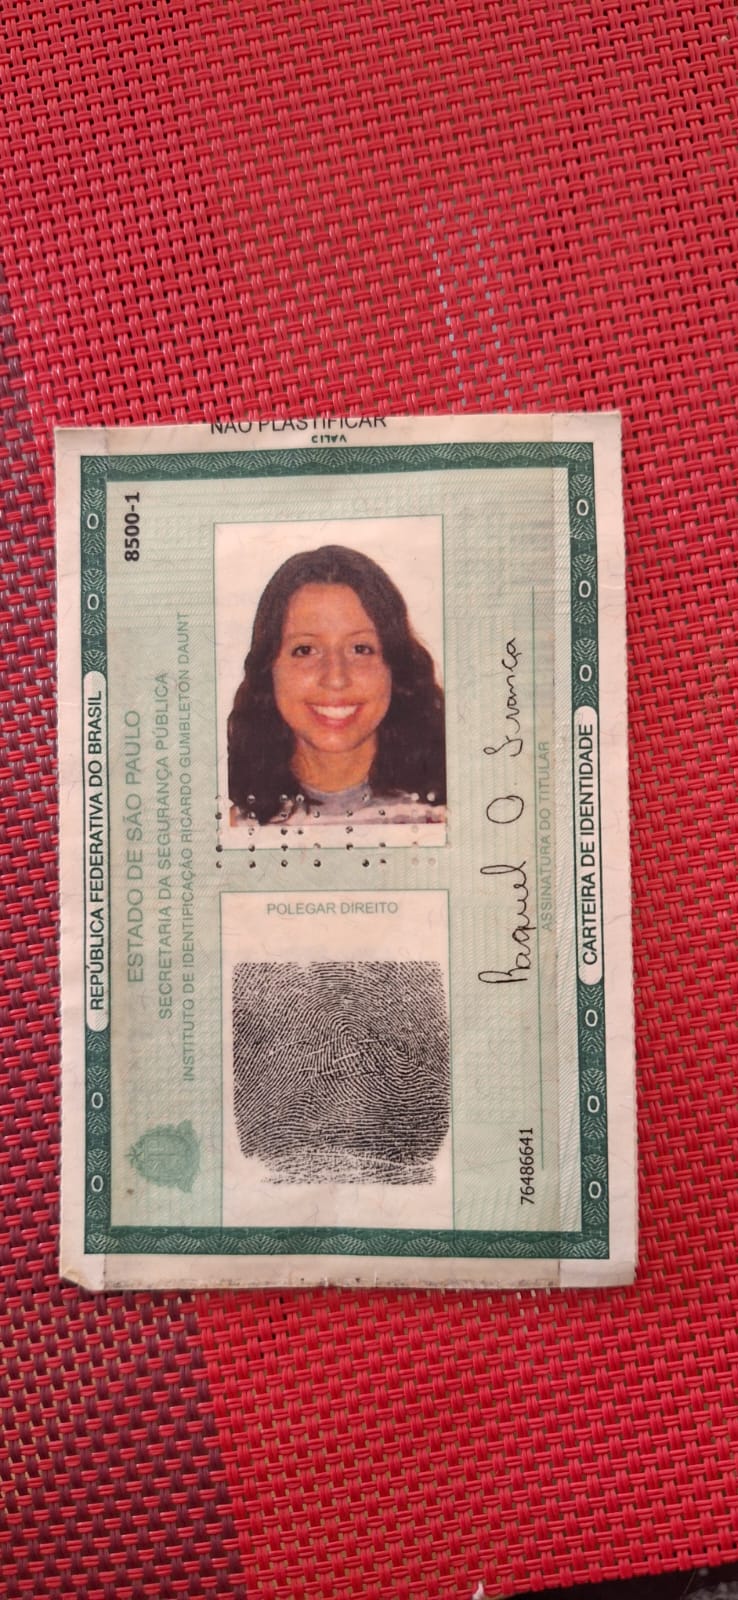 NÃO PLASTIFICAR
8500-1
REPÚBLICA FEDERATIVA DO BRASIL
ESTADO DE SÃO PAULO
SECRETARIA DA SEGURANÇA PÚBLICA
INSTITUTO DE IDENTIFICAÇÃO RICARDO GUMBLETON DAUNT
POLEGAR DIREITO
Raquel O. França
ASSINATURA DO TITULAR
76486641
CARTEIRA DE IDENTIDADE